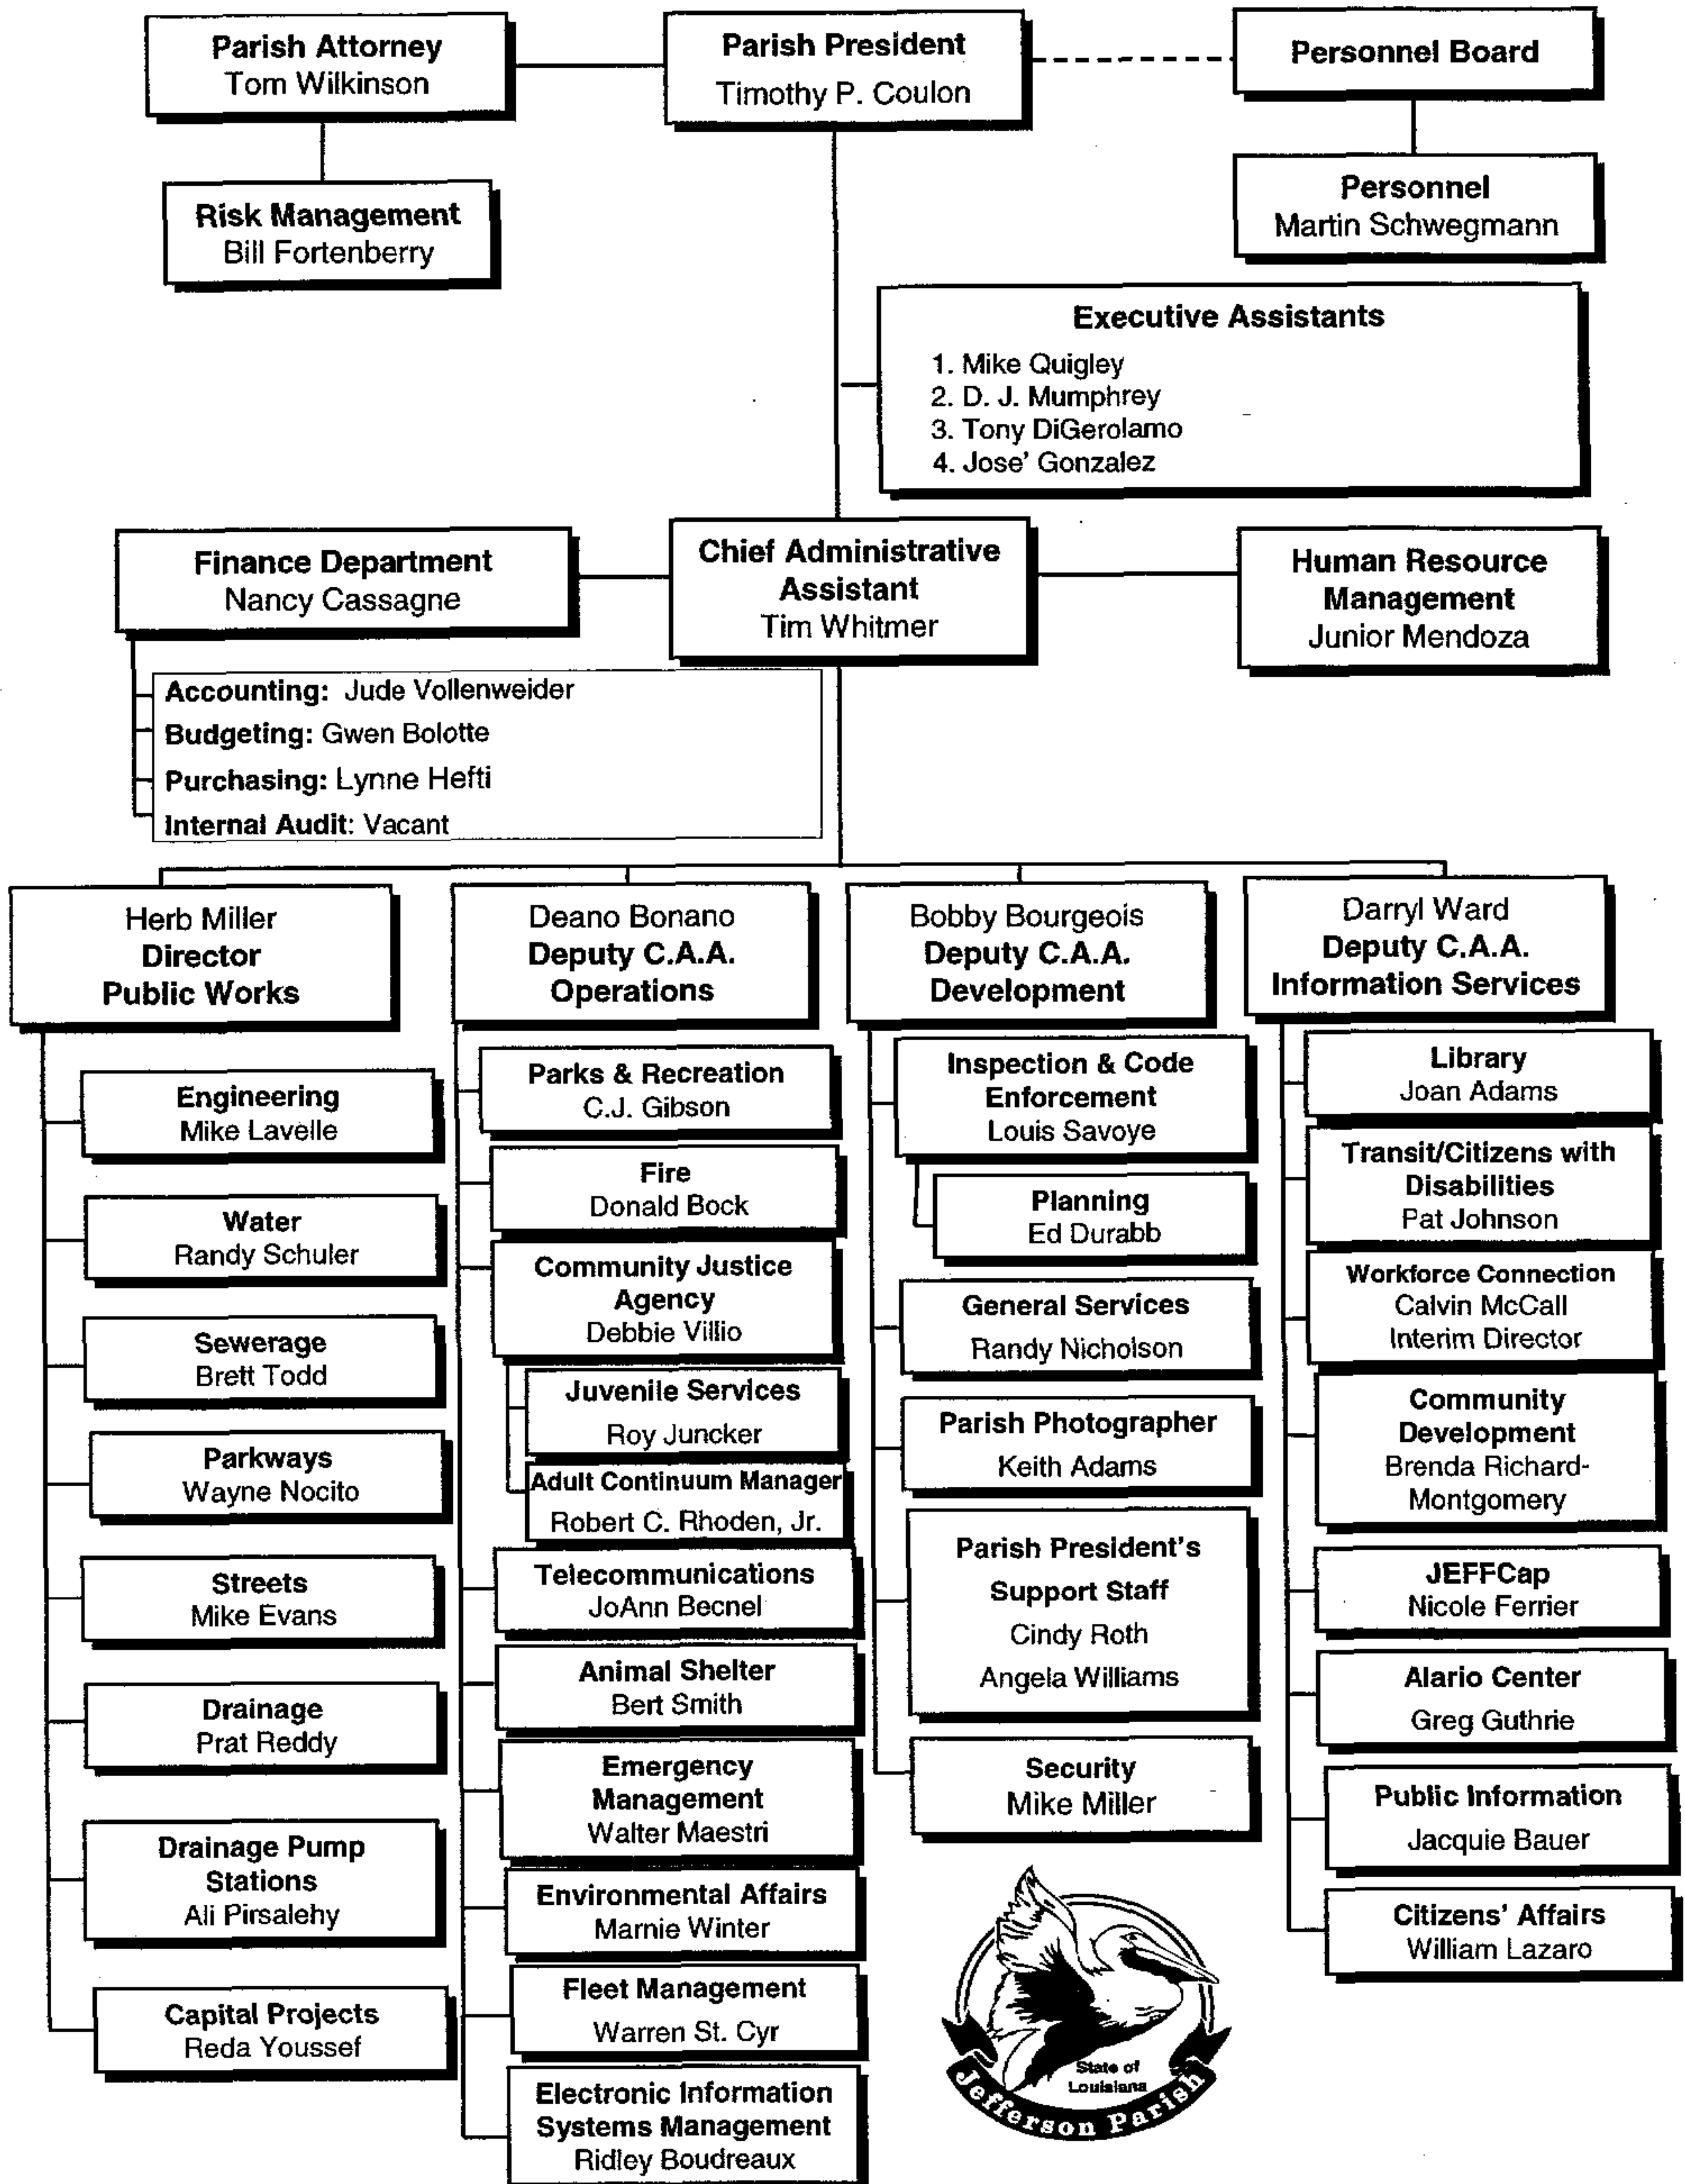 Parish Attorney
Tom Wilkinson
Parish President
Timothy P. Coulon
Personnel Board
Risk Management
Bill Fortenberry
Personnel
Martin Schwegmann
Executive Assistants
1. Mike Quigley
2. D. J. Mumphrey
3. Tony DiGerolamo
4. Jose' Gonzalez
Finance Department
Nancy Cassagne
Chief Administrative
Assistant
Tim Whitmer
Human Resource
Management
Junior Mendoza
Accounting: Jude Vollenweider
Budgeting: Gwen Bolotte
Purchasing: Lynne Hefti
Internal Audit: Vacant
Herb Miller
Director
Public Works
Engineering
Mike Lavelle
Water
Randy Schuler
Sewerage
Brett Todd
Parkways
Wayne Nocito
Streets
Mike Evans
Drainage
Prat Reddy
Drainage Pump
Stations
Ali Pirsalehy
Capital Projects
Reda Youssef
Deano Bonano
Deputy C.A.A.
Operations
Parks & Recreation
C.J. Gibson
Fire
Donald Bock
Community Justice
Agency
Debbie Villio
Juvenile Services
Roy Juncker
Adult Continuum Manager
Robert C. Rhoden, Jr.
Telecommunications
JoAnn Becnel
Animal Shelter
Bert Smith
Emergency
Management
Walter Maestri
Environmental Affairs
Marnie Winter
Fleet Management
Warren St. Cyr
Electronic Information
Systems Management
Ridley Boudreaux
Bobby Bourgeois
Deputy C.A.A.
Development
Inspection & Code
Enforcement
Louis Savoye
Planning
Ed Durabb
General Services
Randy Nicholson
Parish Photographer
Keith Adams
Parish President's
Support Staff
Cindy Roth
Angela Williams
Security
Mike Miller
Darryl Ward
Deputy C.A.A.
Information Services
Library
Joan Adams
Transit/Citizens with
Disabilities
Pat Johnson
Workforce Connection
Calvin McCall
Interim Director
Community
Development
Brenda Richard-
Montgomery
JEFFCap
Nicole Ferrier
Alario Center
Greg Guthrie
Public Information
Jacquie Bauer
Citizens' Affairs
William Lazaro
State of
Louisiana
Jefferson Parish